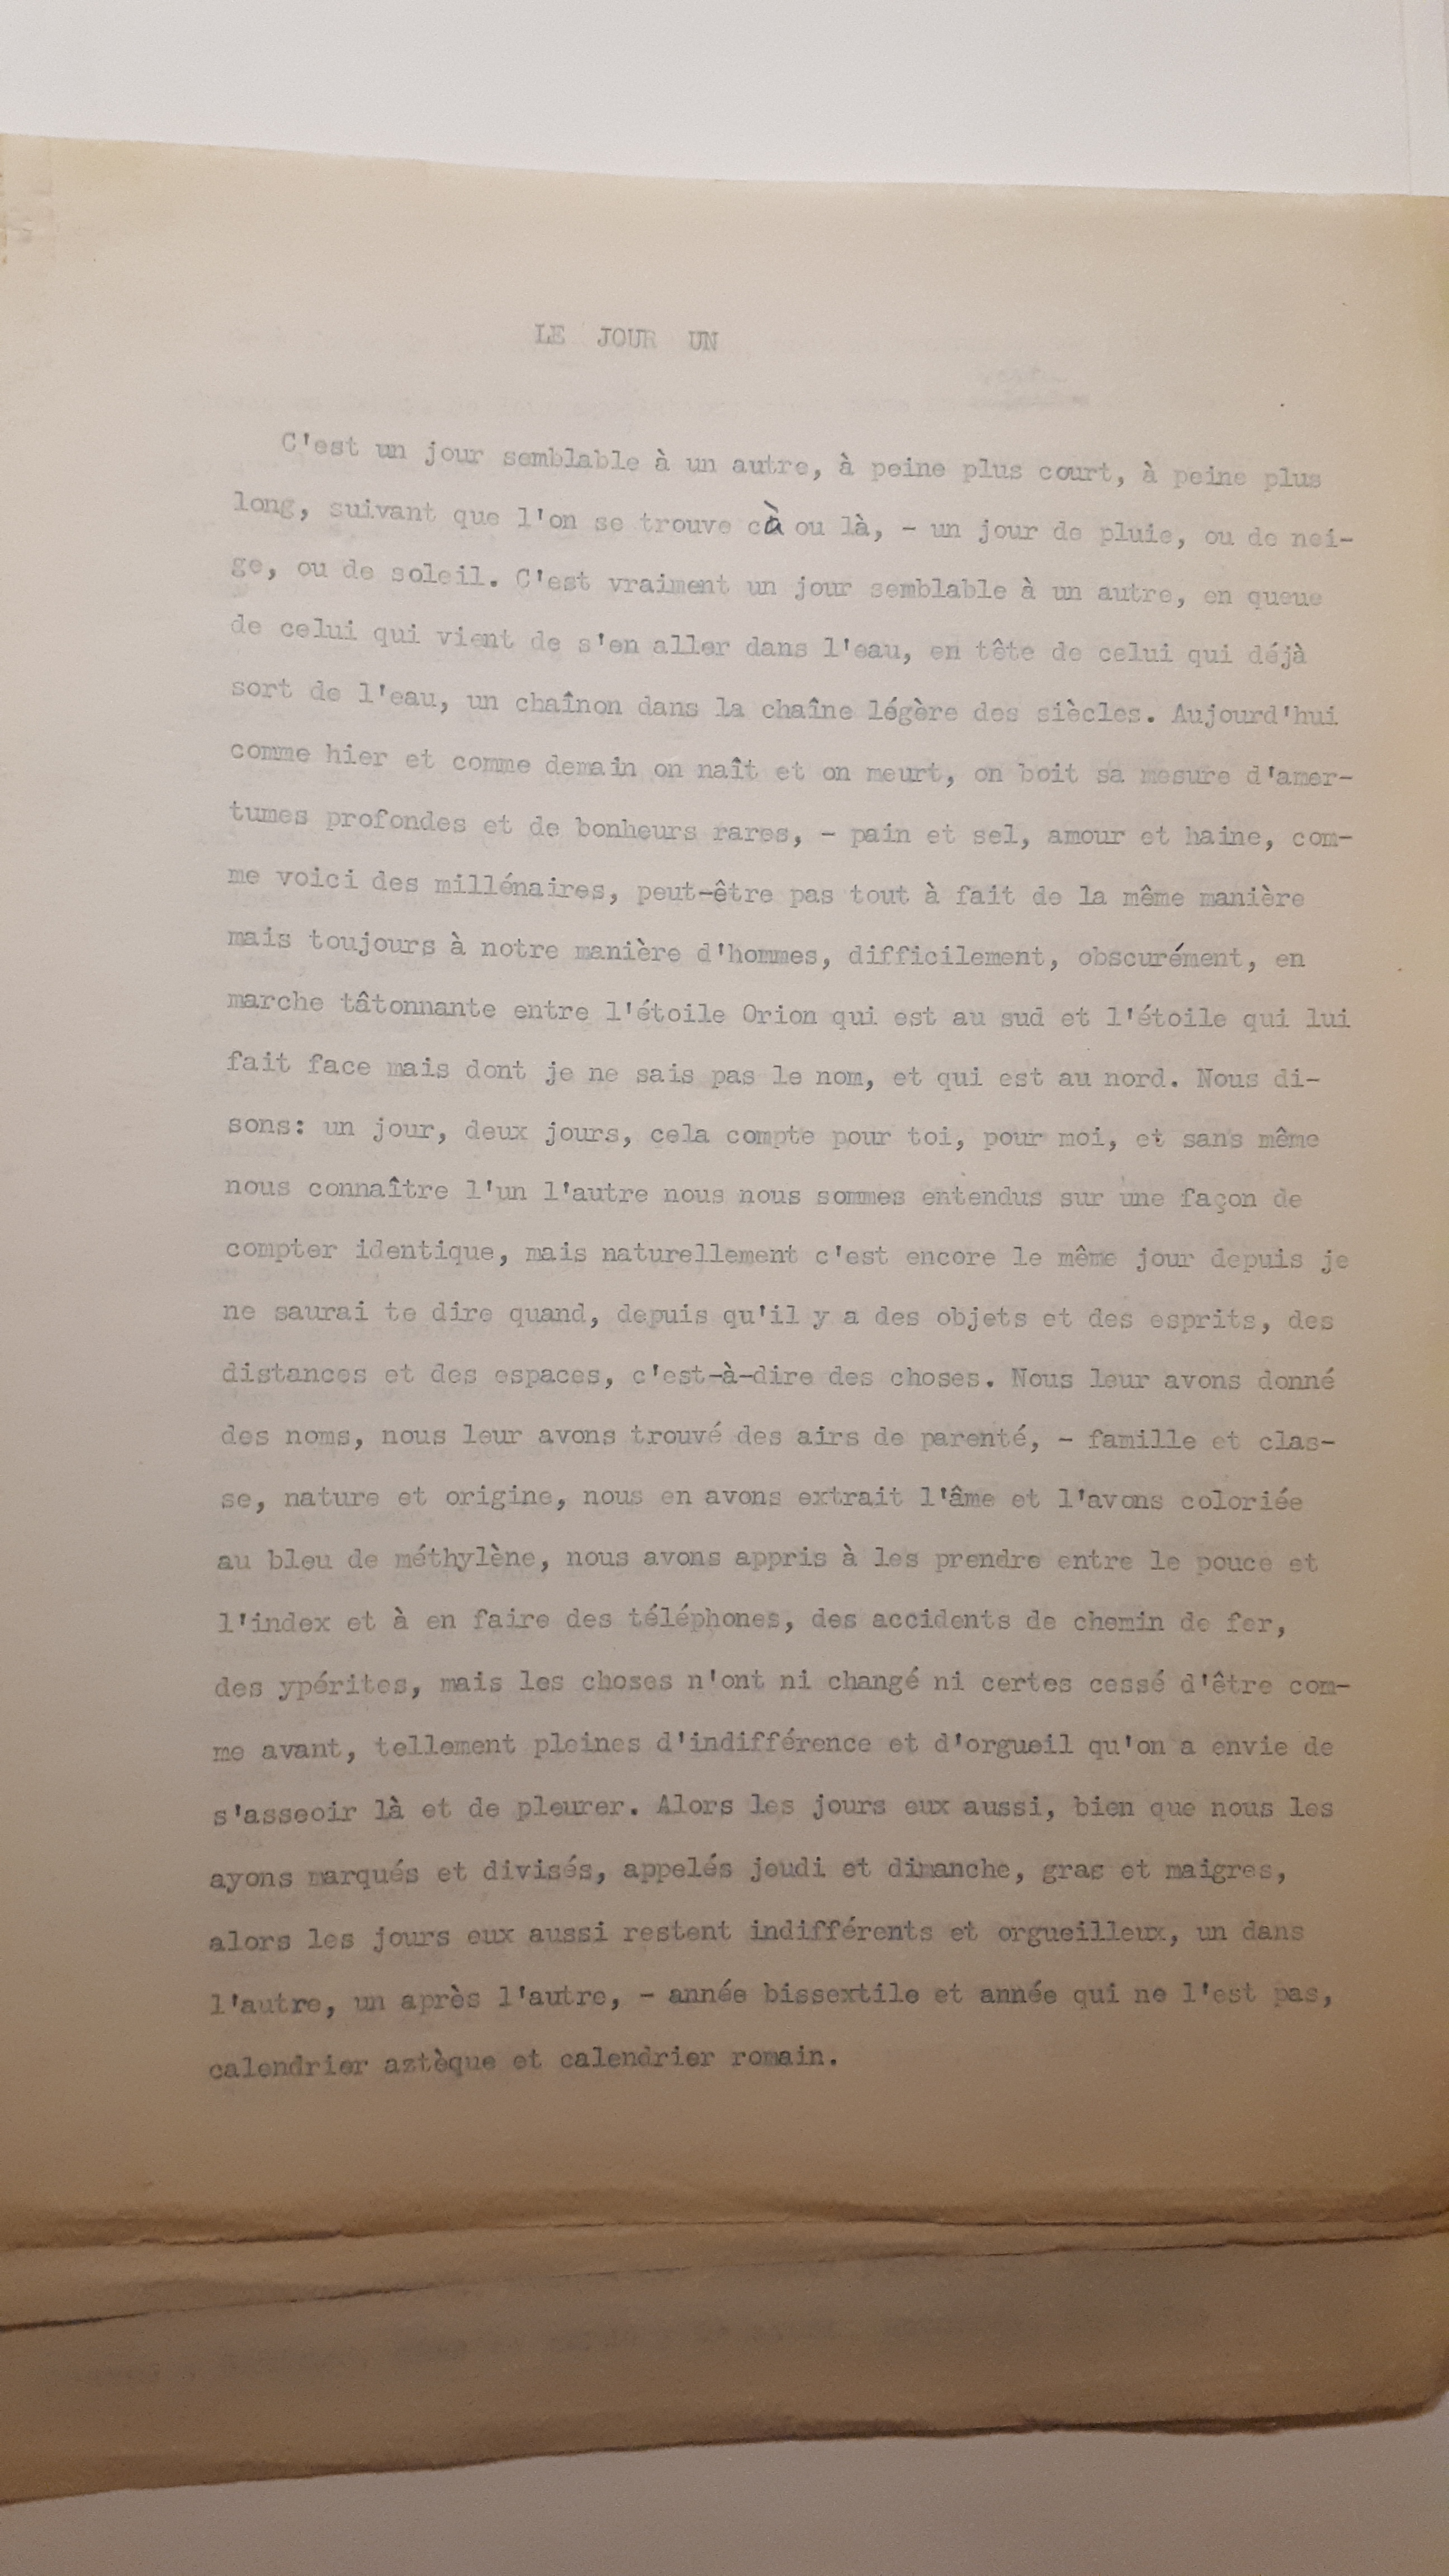 LE JOUR UN
C'est un jour semblable à un autre, à peine plus court, à peine plus
long, suivant que l'on se trouve cà ou là, - un jour de pluie, ou de nei-
ge, ou de soleil. C'est vraiment un jour semblable à un autre, en queue
de celui qui vient de s'en aller dans l'eau, en tête de celui qui déjà
sort de l'eau, un chaînon dans la chaîne légère des siècles. Aujourd'hui
comme hier et comme demain on naît et on meurt, on boit sa mesure d'amer-
tumes profondes et de bonheurs rares, - pain et sel, amour et haine, com-
me voici des millénaires, peut-être pas tout à fait de la même manière
mais toujours à notre manière d'hommes, difficilement, obscurément, en
marche tâtonnante entre l'étoile Orion qui est au sud et l'étoile qui lui
fait face mais dont je ne sais pas le nom, et qui est au nord. Nous di-
sons: un jour, deux jours, cela compte pour toi, pour moi, et sans même
nous connaître l'un l'autre nous nous sommes entendus sur une façon de
compter identique, mais naturellement c'est encore le même jour depuis je
ne saurai te dire quand, depuis qu'il y a des objets et des esprits, des
distances et des espaces, c'est-à-dire des choses. Nous leur avons donné
des noms, nous leur avons trouvé des airs de parenté, - famille et clas-
se, nature et origine, nous en avons extrait l'âme et l'avons coloriée
au bleu de méthylène, nous avons appris à les prendre entre le pouce et
l'index et à en faire des téléphones, des accidents de chemin de fer,
des ypérites, mais les choses n'ont ni changé ni certes cessé d'être com-
me avant, tellement pleines d'indifférence et d'orgueil qu'on a envie de
s'asseoir là et de pleurer. Alors les jours eux aussi, bien que nous les
ayons marqués et divisés, appelés jeudi et dimanche, gras et maigres,
alors les jours eux aussi restent indifférents et orgueilleux, un dans
l'autre, un après l'autre, - année bissextile et année qui ne l'est pas,
calendrier aztèque et calendrier romain.